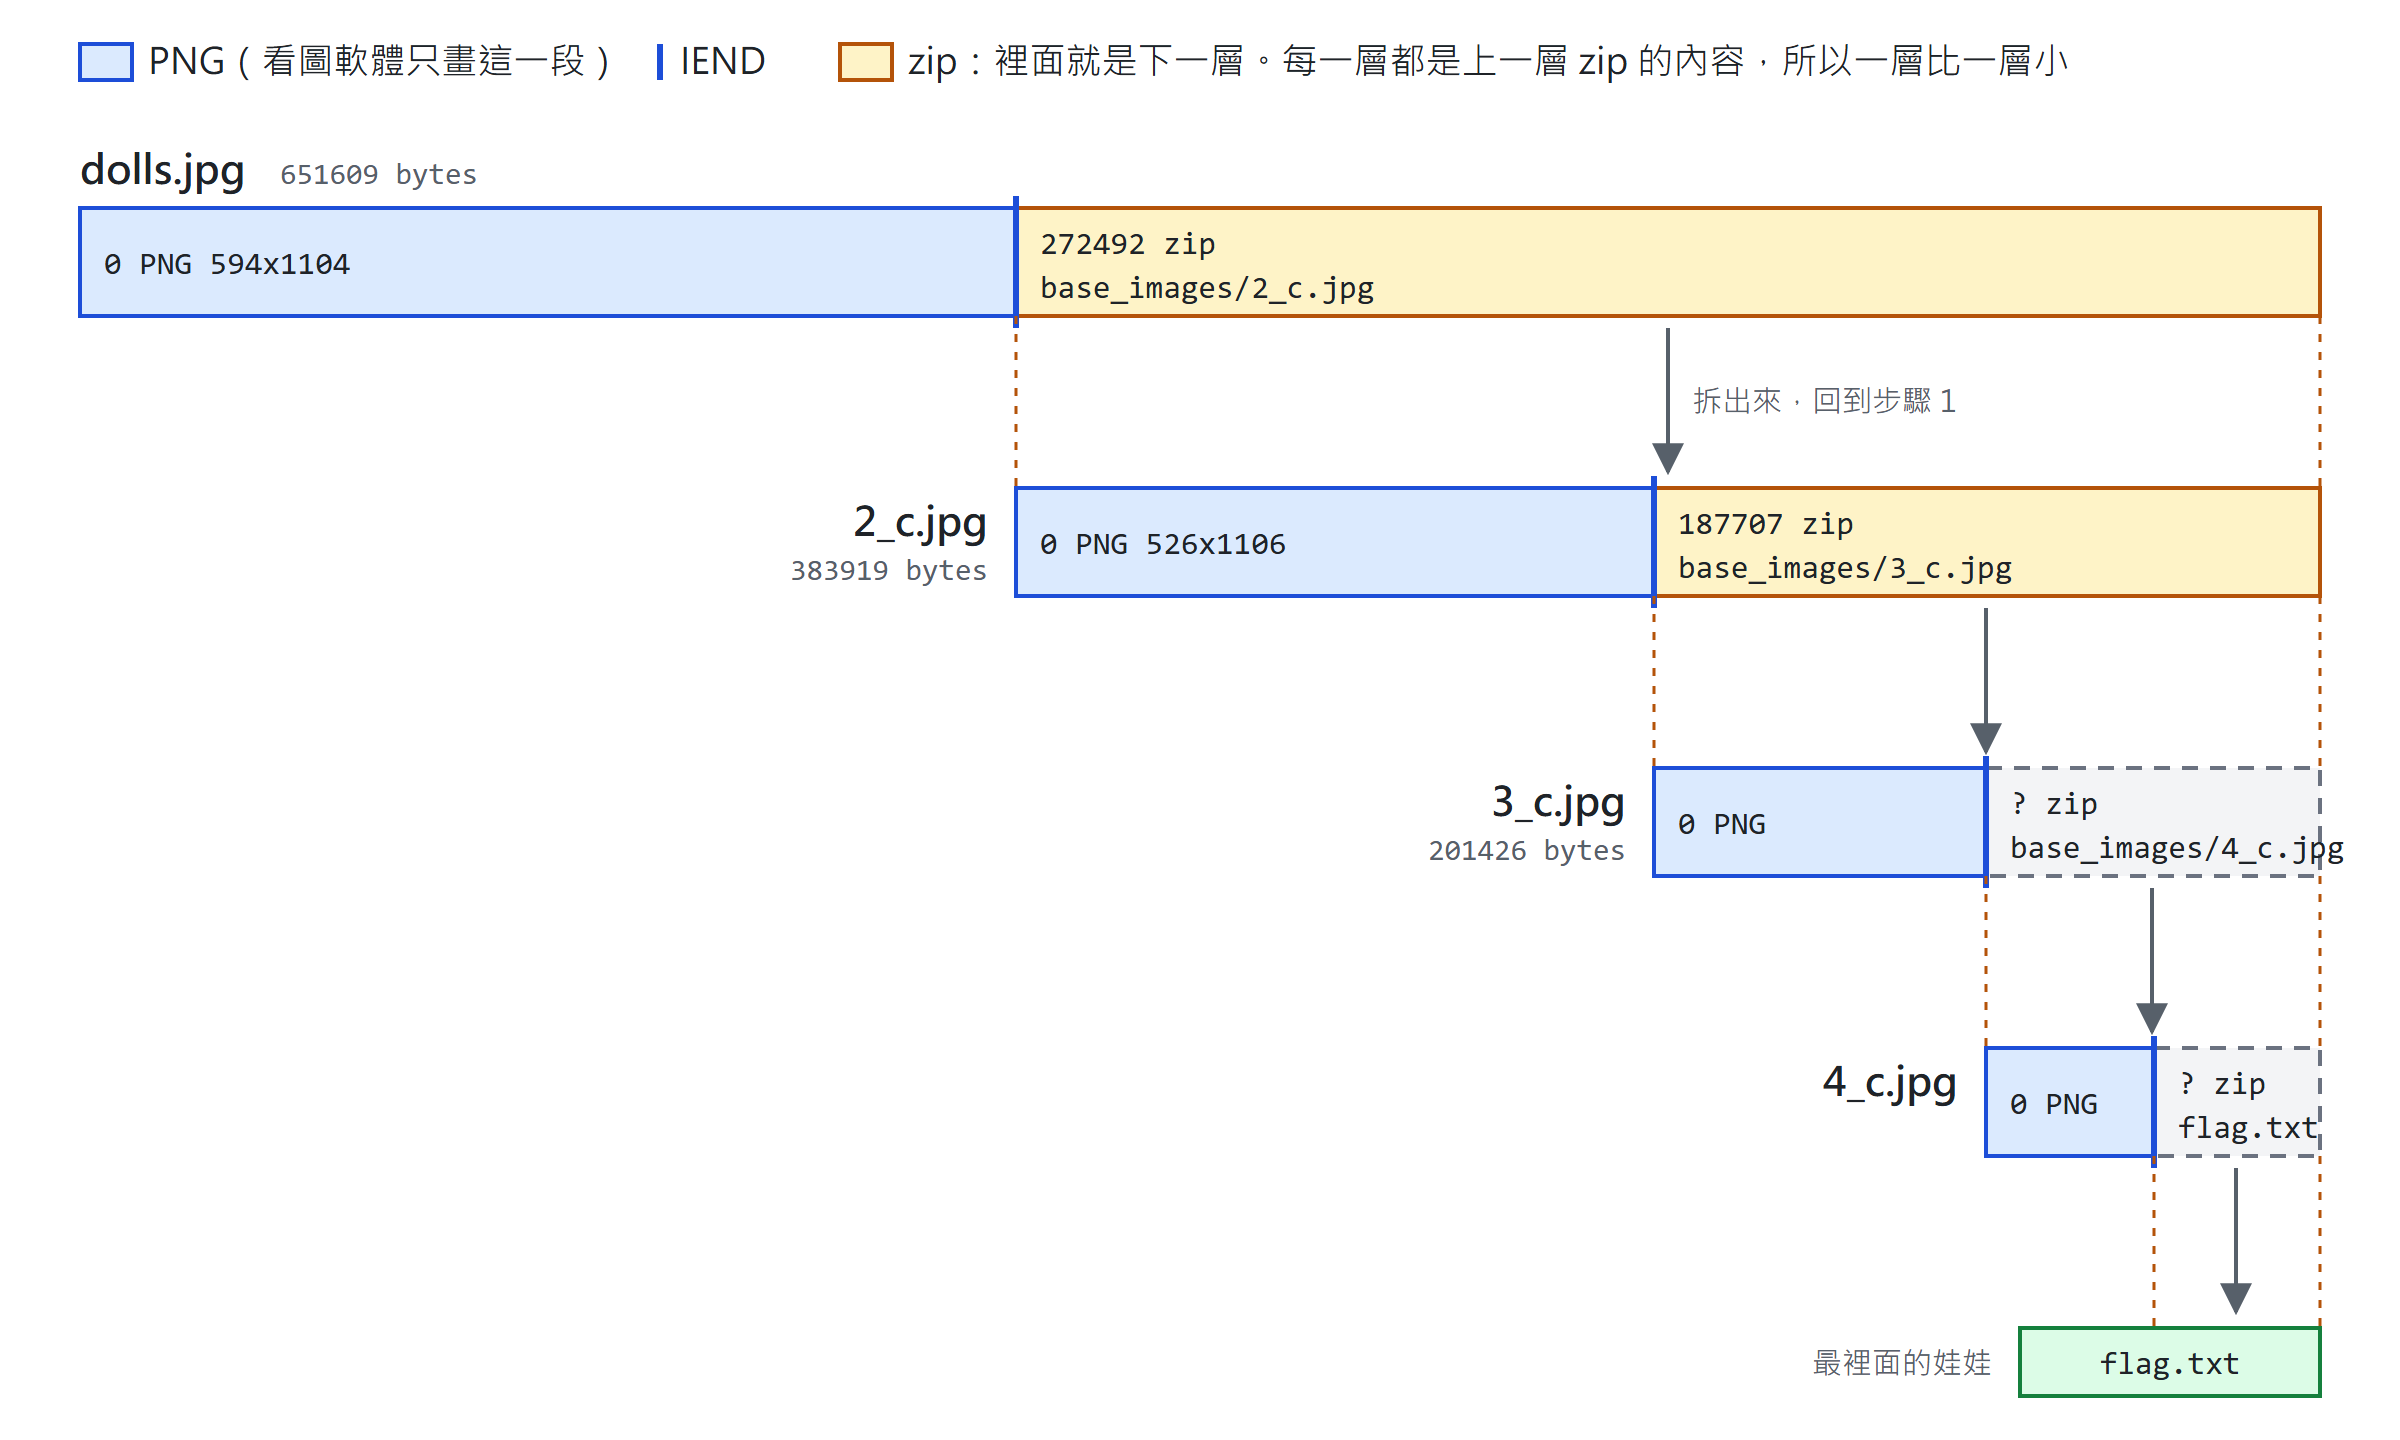 PNG（看圖軟體只畫這一段） IEND zip：裡面就是下一層。每一層都是上一層 zip 的內容，所以一層比一層小
dolls.jpg 651609 bytes
0 PNG 594x1104
272492 zip
base_images/2_c.jpg
拆出來，回到步驟 1
2_c.jpg
383919 bytes
0 PNG 526x1106
187707 zip
base_images/3_c.jpg
3_c.jpg
201426 bytes
0 PNG
? zip
base_images/4_c.jpg
4_c.jpg
0 PNG
? zip
flag.txt
最裡面的娃娃
flag.txt